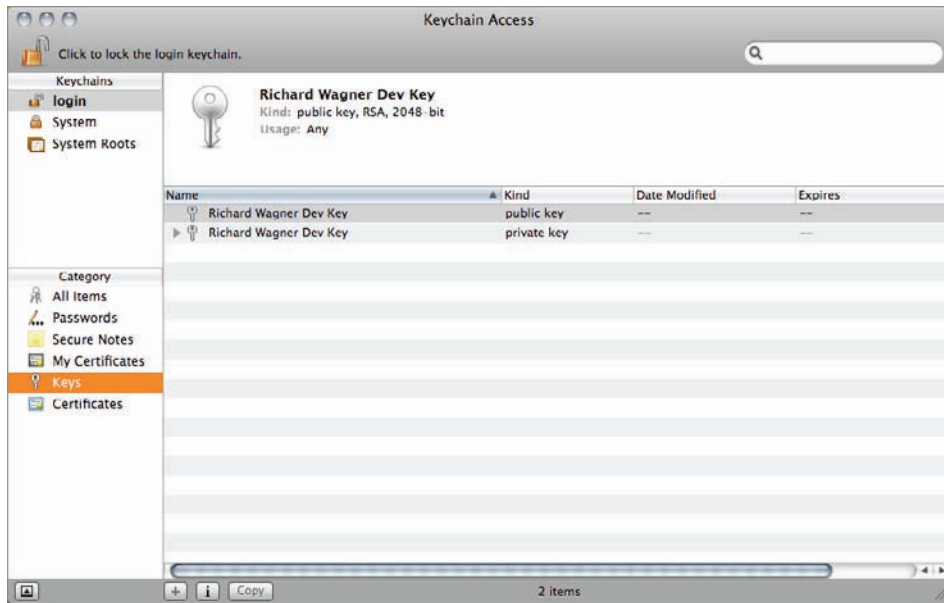 Keychain Access
Click to lock the login keychain.
Keychains
login
System
System Roots
Richard Wagner Dev Key
Kind: public key, RSA, 2048-bit
Usage: Any
Name Kind Date Modified Expires
Richard Wagner Dev Key public key -- --
Richard Wagner Dev Key private key -- --
Category
All Items
Passwords
Secure Notes
My Certificates
Keys
Certificates
+ i Copy 2 items